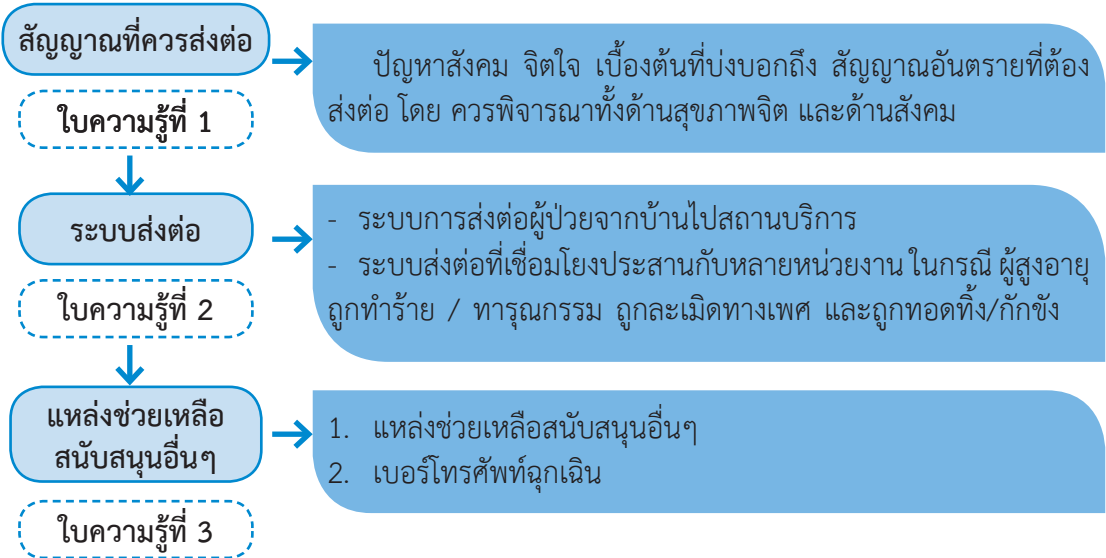 สัญญาณที่ควรส่งต่อ
ปัญหาสังคม จิตใจ เบื้องต้นที่บ่งบอกถึง สัญญาณอันตรายที่ต้อง
ส่งต่อ โดย ควรพิจารณาทั้งด้านสุขภาพจิต และด้านสังคม
ใบความรู้ที่ 1
ระบบส่งต่อ
- ระบบการส่งต่อผู้ป่วยจากบ้านไปสถานบริการ
- ระบบส่งต่อที่เชื่อมโยงประสานกับหลายหน่วยงาน ในกรณี ผู้สูงอายุ
ถูกทำร้าย / ทารุณกรรม ถูกละเมิดทางเพศ และถูกทอดทิ้ง/กักขัง
ใบความรู้ที่ 2
แหล่งช่วยเหลือ
สนับสนุนอื่นๆ
1. แหล่งช่วยเหลือสนับสนุนอื่นๆ
2. เบอร์โทรศัพท์ฉุกเฉิน
ใบความรู้ที่ 3